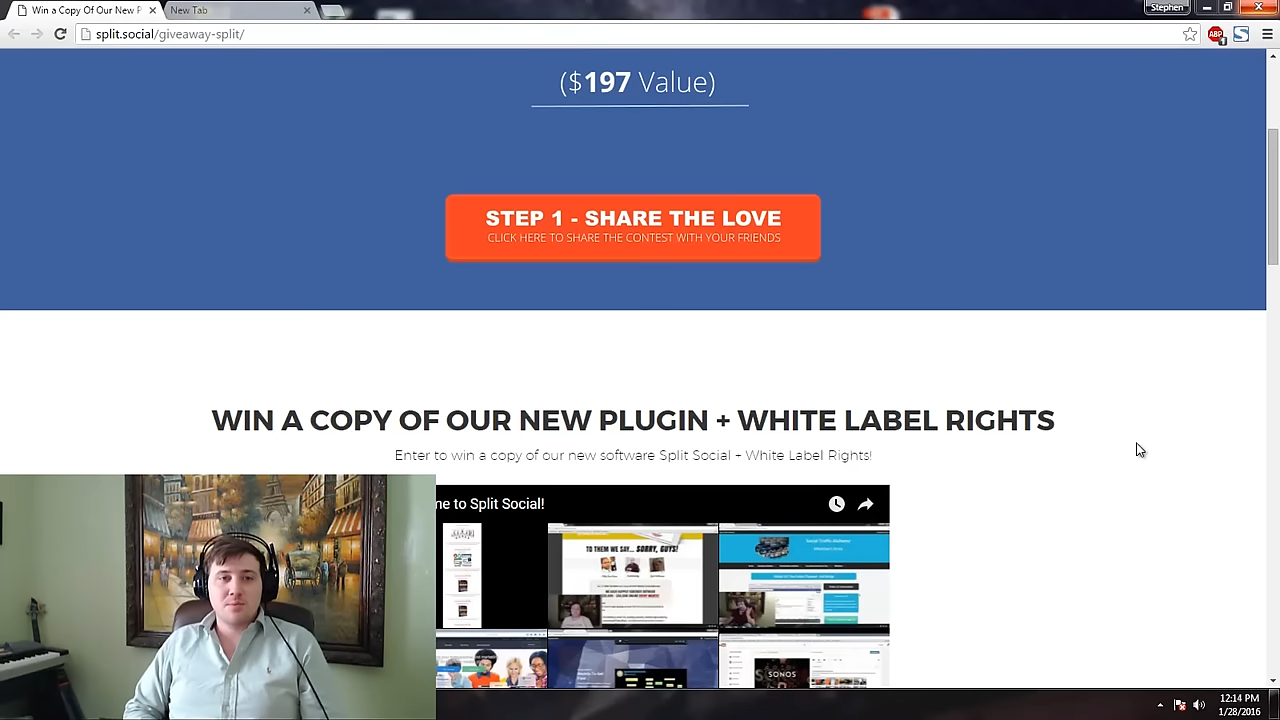 Win a Copy Of Our New P
New Tab
Stephen
split.social/giveaway-split/
ABP
1
($197 Value)
STEP 1 - SHARE THE LOVE
CLICK HERE TO SHARE THE CONTEST WITH YOUR FRIENDS
WIN A COPY OF OUR NEW PLUGIN + WHITE LABEL RIGHTS
Enter to win a copy of our new software Split Social + White Label Rights!
me to Split Social!
TO THEM WE SAY... SORRY, GUYS!
SONOS
12:14 PM
1/28/2016